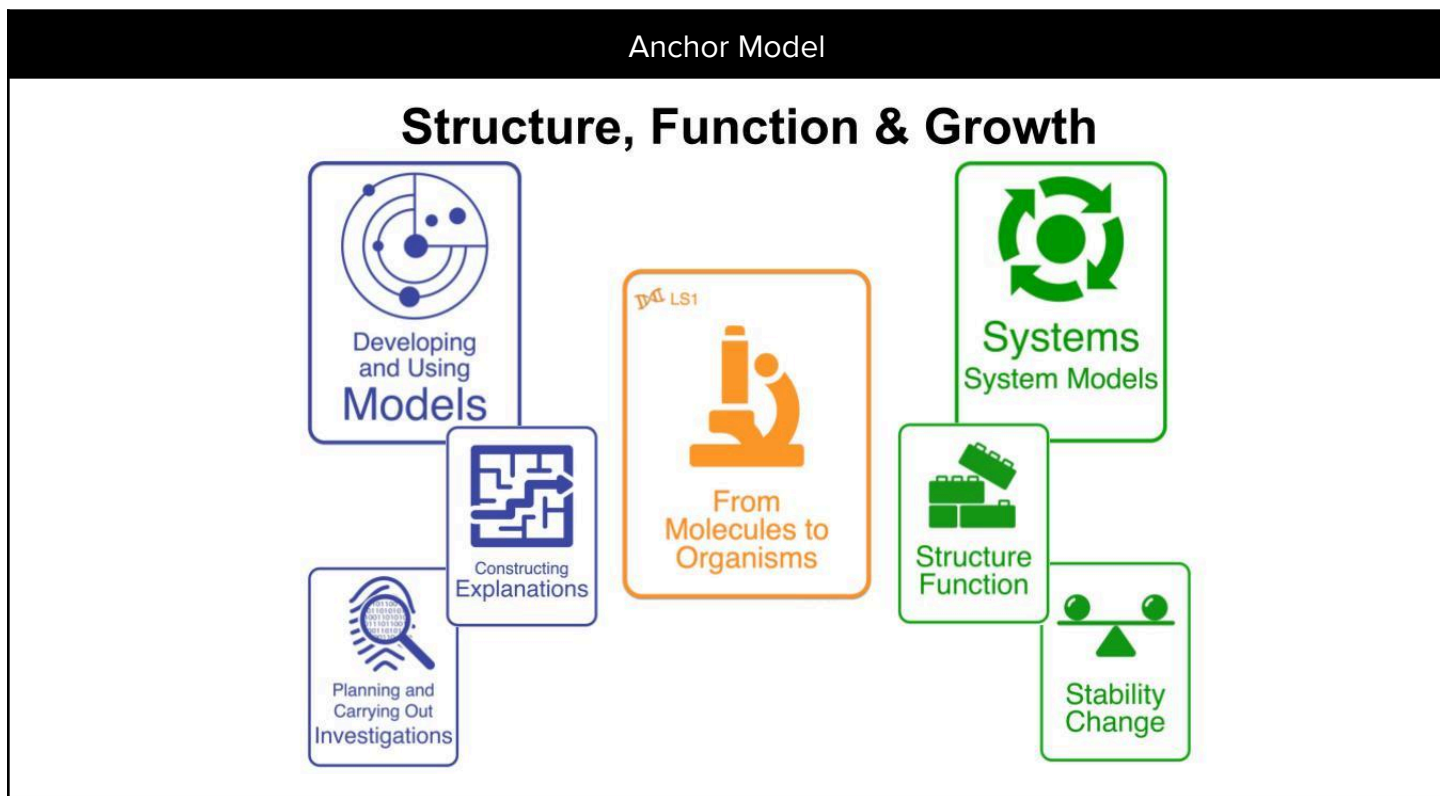 Anchor Model
Structure, Function & Growth
Developing
and Using
Models
Constructing
Explanations
Planning and
Carrying Out
Investigations
LS1
From
Molecules to
Organisms
Systems
System Models
Structure
Function
Stability
Change